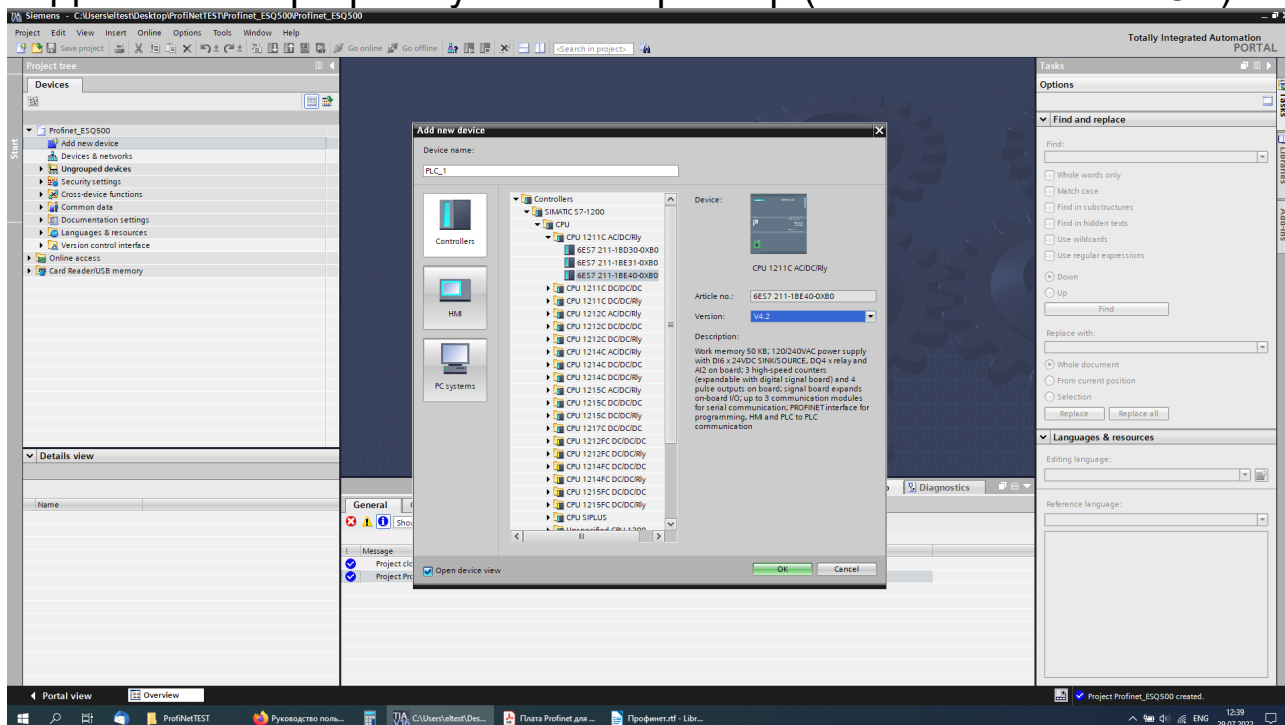 Siemens - C:\Users\eltest\Desktop\ProfiNetTEST\Profinet_ESQ500\Profinet_ESQ500
Project Edit View Insert Online Options Tools Window Help
Totally Integrated Automation
PORTAL
Save project
Go online
Go offline
<Search in project>
Project tree
Devices
Start
Profinet_ESQ500
Add new device
Devices & networks
Ungrouped devices
Security settings
Cross-device functions
Common data
Documentation settings
Languages & resources
Version control interface
Online access
Card Reader/USB memory
Details view
Name
Add new device
Device name:
PLC_1
Controllers
HMI
PC systems
Controllers
SIMATIC S7-1200
CPU
CPU 1211C AC/DC/Rly
6ES7 211-1BD30-0XB0
6ES7 211-1BE31-0XB0
6ES7 211-1BE40-0XB0
CPU 1211C DC/DC/DC
CPU 1211C DC/DC/Rly
CPU 1212C AC/DC/Rly
CPU 1212C DC/DC/DC
CPU 1212C DC/DC/Rly
CPU 1214C AC/DC/Rly
CPU 1214C DC/DC/DC
CPU 1214C DC/DC/Rly
CPU 1215C AC/DC/Rly
CPU 1215C DC/DC/DC
CPU 1215C DC/DC/Rly
CPU 1217C DC/DC/DC
CPU 1212FC DC/DC/DC
CPU 1212FC DC/DC/Rly
CPU 1214FC DC/DC/DC
CPU 1214FC DC/DC/Rly
CPU 1215FC DC/DC/DC
CPU 1215FC DC/DC/Rly
CPU SIPLUS
Device:
CPU 1211C AC/DC/Rly
Article no.: 6ES7 211-1BE40-0XB0
Version: V4.2
Description:
Work memory 50 KB; 120/240VAC power supply
with DI6 x 24VDC SINK/SOURCE, DQ4 x relay and
AI2 on board; 3 high-speed counters
(expandable with digital signal board) and 4
pulse outputs on board; signal board expands
on-board I/O; up to 3 communication modules
for serial communication; PROFINET interface for
programming, HMI and PLC to PLC
communication
Open device view
OK
Cancel
Diagnostics
General
! Message
Project clo
Project Pro
Tasks
Options
Find and replace
Find:
Whole words only
Match case
Find in substructures
Find in hidden texts
Use wildcards
Use regular expressions
Down
Up
Find
Replace with:
Whole document
From current position
Selection
Replace
Replace all
Languages & resources
Editing language:
Reference language:
Tasks
Libraries
Add-ins
Portal view
Overview
Project Profinet_ESQ500 created.
ProfiNetTEST
Руководство поль...
C:\Users\eltest\Des...
Плата Profinet для ...
Профинет.rtf - Libr...
ENG
12:39
29.07.2022